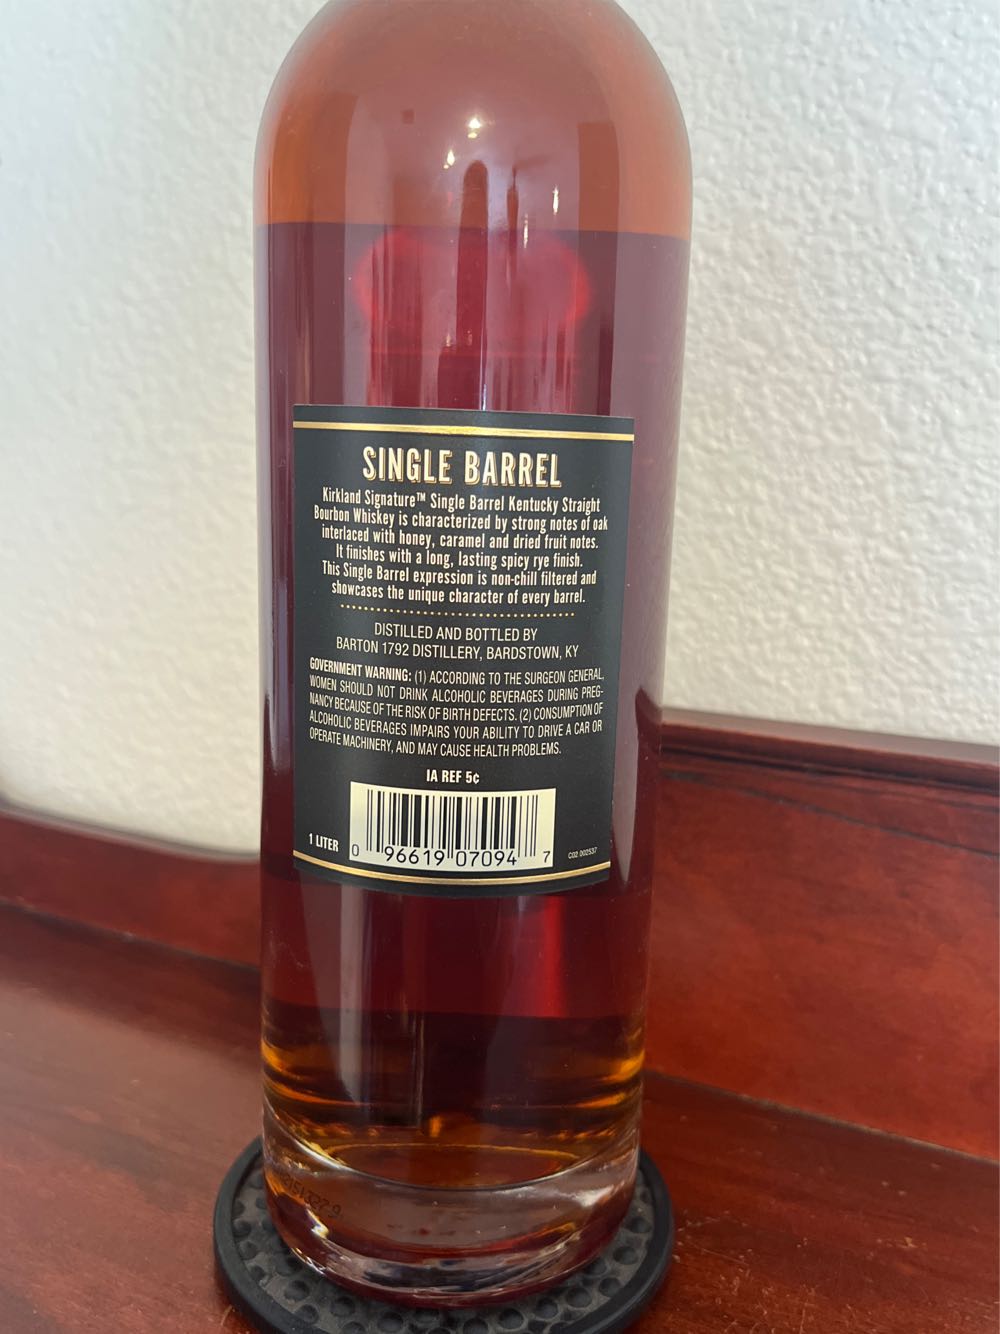 SINGLE BARREL
Kirkland Signature™ Single Barrel Kentucky Straight
Bourbon Whiskey is characterized by strong notes of oak
interlaced with honey, caramel and dried fruit notes.
It finishes with a long, lasting spicy rye finish.
This Single Barrel expression is non-chill filtered and
showcases the unique character of every barrel.
DISTILLED AND BOTTLED BY
BARTON 1792 DISTILLERY, BARDSTOWN, KY
GOVERNMENT WARNING: (1) ACCORDING TO THE SURGEON GENERAL,
WOMEN SHOULD NOT DRINK ALCOHOLIC BEVERAGES DURING PREG-
NANCY BECAUSE OF THE RISK OF BIRTH DEFECTS. (2) CONSUMPTION OF
ALCOHOLIC BEVERAGES IMPAIRS YOUR ABILITY TO DRIVE A CAR OR
OPERATE MACHINERY, AND MAY CAUSE HEALTH PROBLEMS.
IA REF 5¢
1 LITER
0 96619 07094 7
C02 002537